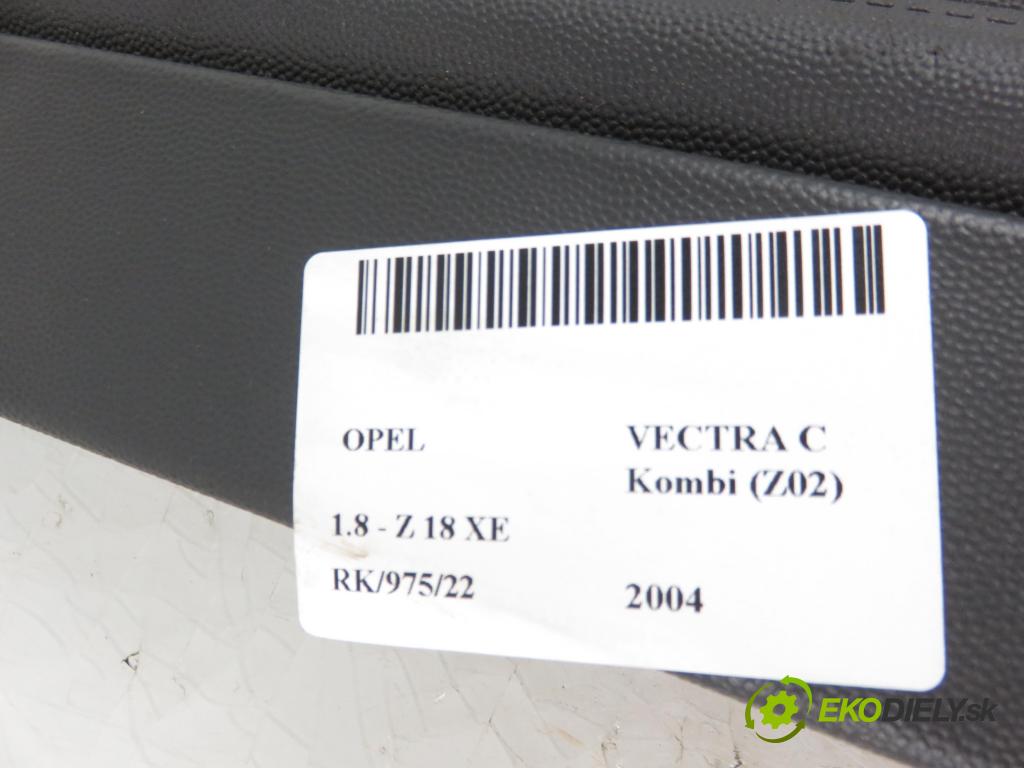 OPEL
VECTRA C
Kombi (Z02)
1.8 - Z 18 XE
RK/975/22
2004
EKODIELY.sk